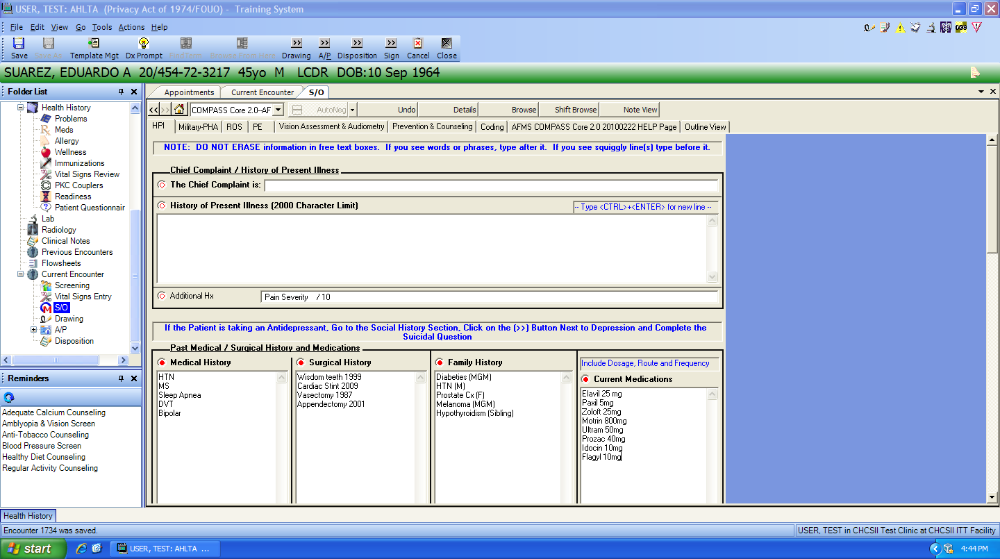 USER, TEST: AHLTA (Privacy Act of 1974/FOUO) - Training System
File Edit View Go Tools Actions Help
Save Save As Template Mgt Dx Prompt FindTerm Browse From Here Drawing A/P Disposition Sign Cancel Close
SUAREZ, EDUARDO A 20/454-72-3217 45yo M LCDR DOB:10 Sep 1964
Folder List
Health History
Problems
Meds
Allergy
Wellness
Immunizations
Vital Signs Review
PKC Couplers
Readiness
Patient Questionnair
Lab
Radiology
Clinical Notes
Previous Encounters
Flowsheets
Current Encounter
Screening
Vital Signs Entry
S/O
Drawing
A/P
Disposition
Reminders
Adequate Calcium Counseling
Amblyopia & Vision Screen
Anti-Tobacco Counseling
Blood Pressure Screen
Healthy Diet Counseling
Regular Activity Counseling
Health History
Appointments Current Encounter S/O
<< >> COMPASS Core 2.0--AF AutoNeg Undo Details Browse Shift Browse Note View
HPI Military-PHA ROS PE Vision Assessment & Audiometry Prevention & Counseling Coding AFMS COMPASS Core 2.0 20100222 HELP Page Outline View
NOTE: DO NOT ERASE information in free text boxes. If you see words or phrases, type after it. If you see squiggly line(s) type before it.
Chief Complaint / History of Present Illness
The Chief Complaint is:
History of Present Illness (2000 Character Limit)
-- Type <CTRL>+<ENTER> for new line --
Additional Hx
Pain Severity / 10
If the Patient is taking an Antidepressant, Go to the Social History Section, Click on the (>>) Button Next to Depression and Complete the
Suicidal Question
Past Medical / Surgical History and Medications
Medical History
HTN
MS
Sleep Apnea
DVT
Bipolar
Surgical History
Wisdom teeth 1999
Cardiac Stint 2009
Vasectomy 1987
Appendectomy 2001
Family History
Diabeties (MGM)
HTN (M)
Prostate Cx (F)
Melanoma (MGM)
Hypothyroidism (Sibling)
Include Dosage, Route and Frequency
Current Medications
Elavil 25 mg
Paxil 5mg
Zoloft 25mg
Motrin 800mg
Ultram 50mg
Prozac 40mg
Idocin 10mg
Flagyl 10mg
Encounter 1734 was saved.
USER, TEST in CHCSII Test Clinic at CHCSII ITT Facility
start
USER, TEST: AHLTA ...
4:44 PM